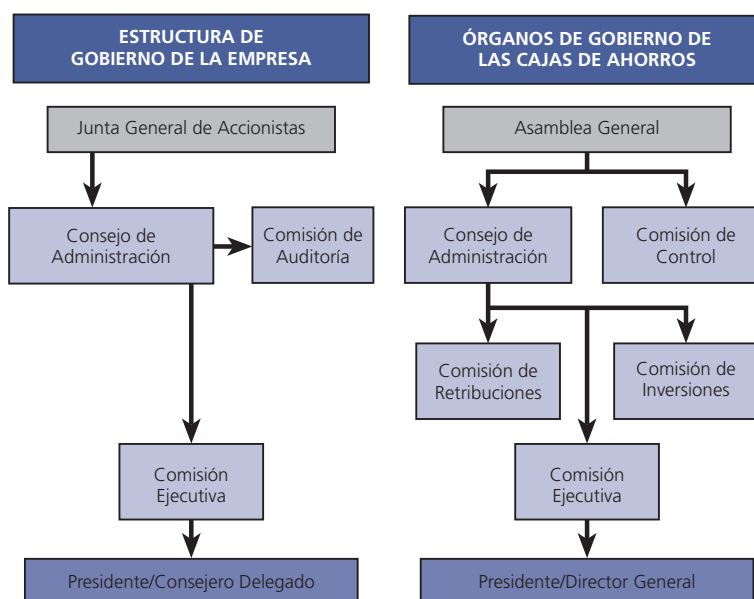 ESTRUCTURA DE
GOBIERNO DE LA EMPRESA
Junta General de Accionistas
Consejo de
Administración
Comisión de
Auditoría
Comisión
Ejecutiva
Presidente/Consejero Delegado
ÓRGANOS DE GOBIERNO DE
LAS CAJAS DE AHORROS
Asamblea General
Consejo de
Administración
Comisión de
Control
Comisión de
Retribuciones
Comisión de
Inversiones
Comisión
Ejecutiva
Presidente/Director General